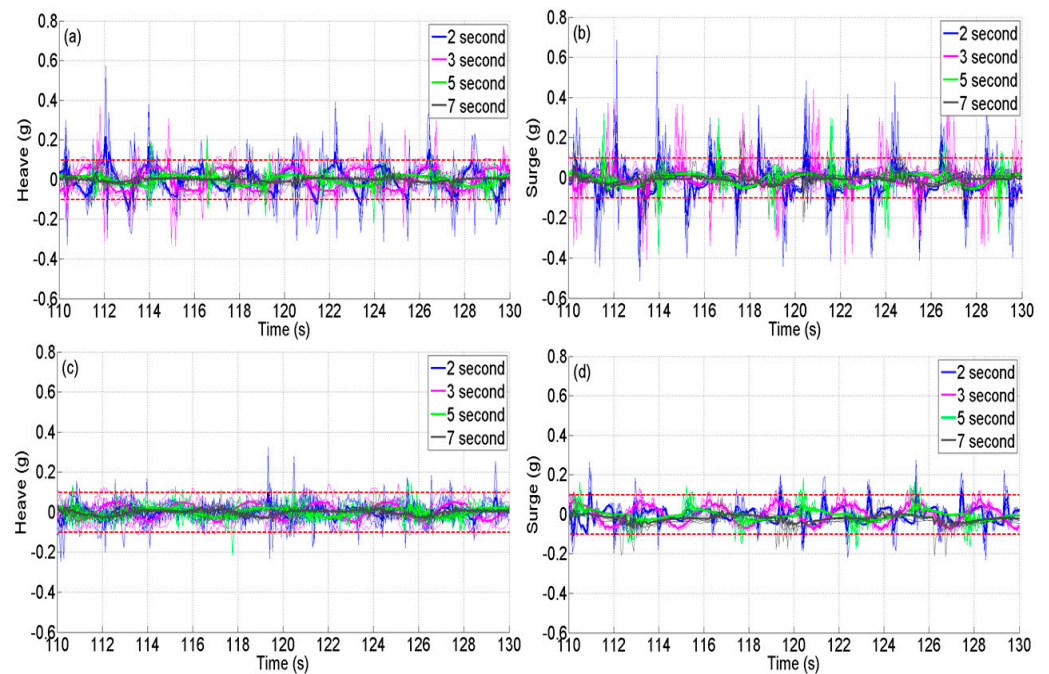 (a)
2 second
3 second
5 second
7 second
Heave (g)
0.8
0.6
0.4
0.2
0
-0.2
-0.4
-0.6
110 112 114 116 118 120 122 124 126 128 130
Time (s)
(b)
2 second
3 second
5 second
7 second
Surge (g)
0.8
0.6
0.4
0.2
0
-0.2
-0.4
-0.6
110 112 114 116 118 120 122 124 126 128 130
Time (s)
(c)
2 second
3 second
5 second
7 second
Heave (g)
0.8
0.6
0.4
0.2
0
-0.2
-0.4
-0.6
110 112 114 116 118 120 122 124 126 128 130
Time (s)
(d)
2 second
3 second
5 second
7 second
Surge (g)
0.8
0.6
0.4
0.2
0
-0.2
-0.4
-0.6
110 112 114 116 118 120 122 124 126 128 130
Time (s)